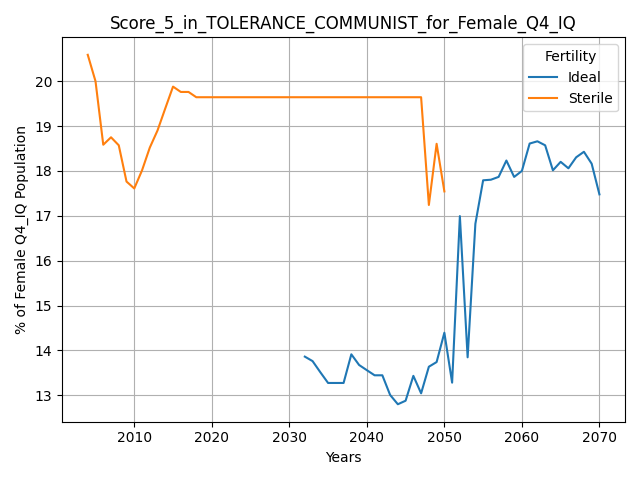 Score_5_in_TOLERANCE_COMMUNIST_for_Female_Q4_IQ
Fertility
Ideal
Sterile
% of Female Q4_IQ Population
20
19
18
17
16
15
14
13
2010
2020
2030
2040
2050
2060
2070
Years